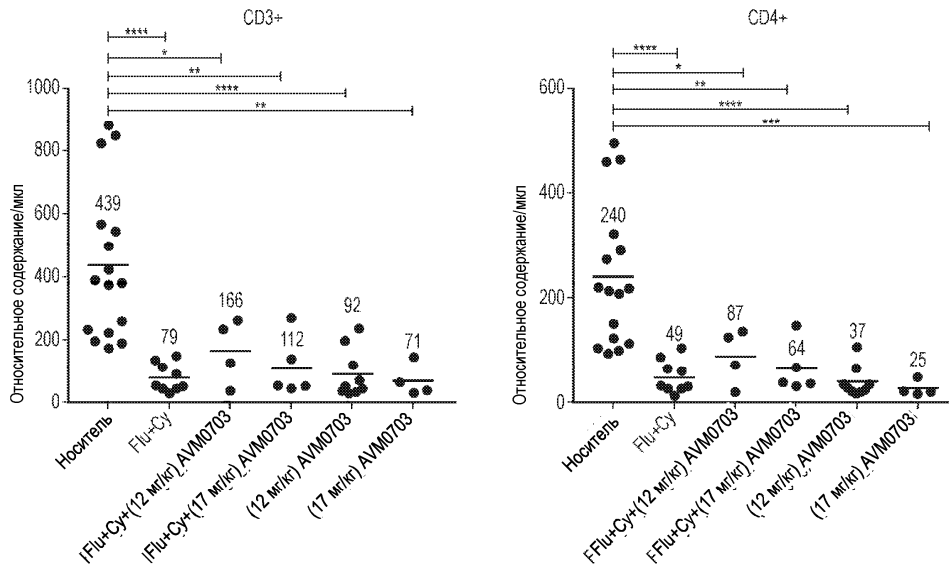 CD3+
****
*
**
****
**
Относительное содержание/мкл
1000
800
600
400
200
0
439
79
166
112
92
71
Носитель
Flu+Cy
Flu+Cy+(12 мг/кг) AVM0703
Flu+Cy+(17 мг/кг) AVM0703
(12 мг/кг) AVM0703
(17 мг/кг) AVM0703
CD4+
****
*
**
****
***
Относительное содержание/мкл
600
400
200
0
240
49
87
64
37
25
Носитель
Flu+Cy
FFlu+Cy+(12 мг/кг) AVM0703
FFlu+Cy+(17 мг/кг) AVM0703
(12 мг/кг) AVM0703
(17 мг/кг) AVM0703